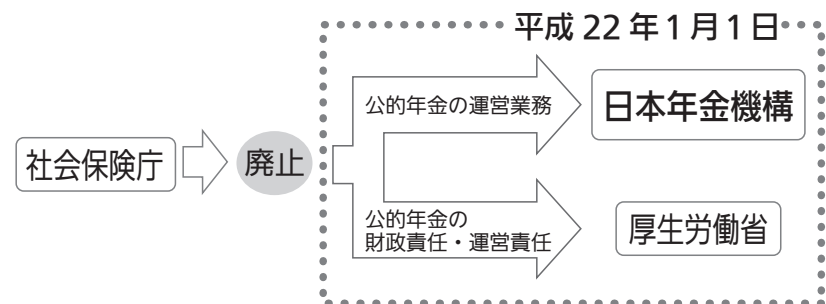 平成 22 年 1 月 1 日
公的年金の運営業務
日本年金機構
社会保険庁
廃止
公的年金の
財政責任・運営責任
厚生労働省